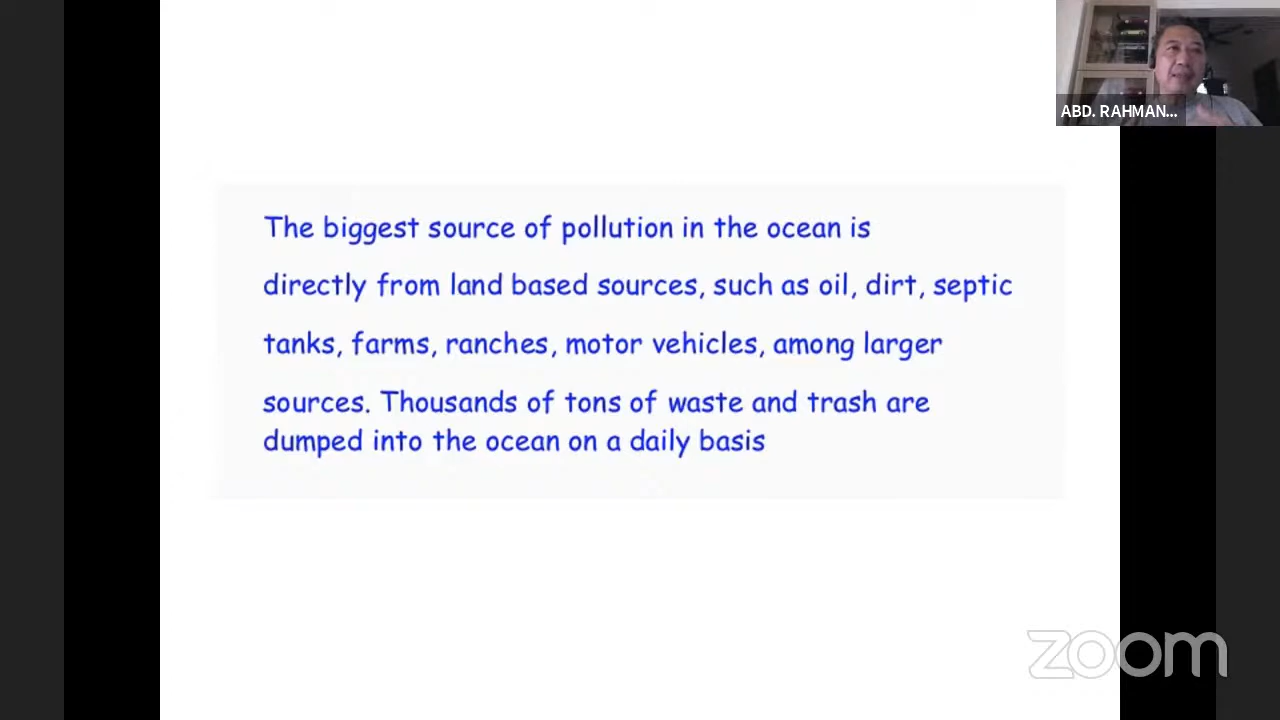 ABD. RAHMAN...
The biggest source of pollution in the ocean is
directly from land based sources, such as oil, dirt, septic
tanks, farms, ranches, motor vehicles, among larger
sources. Thousands of tons of waste and trash are
dumped into the ocean on a daily basis
zoom